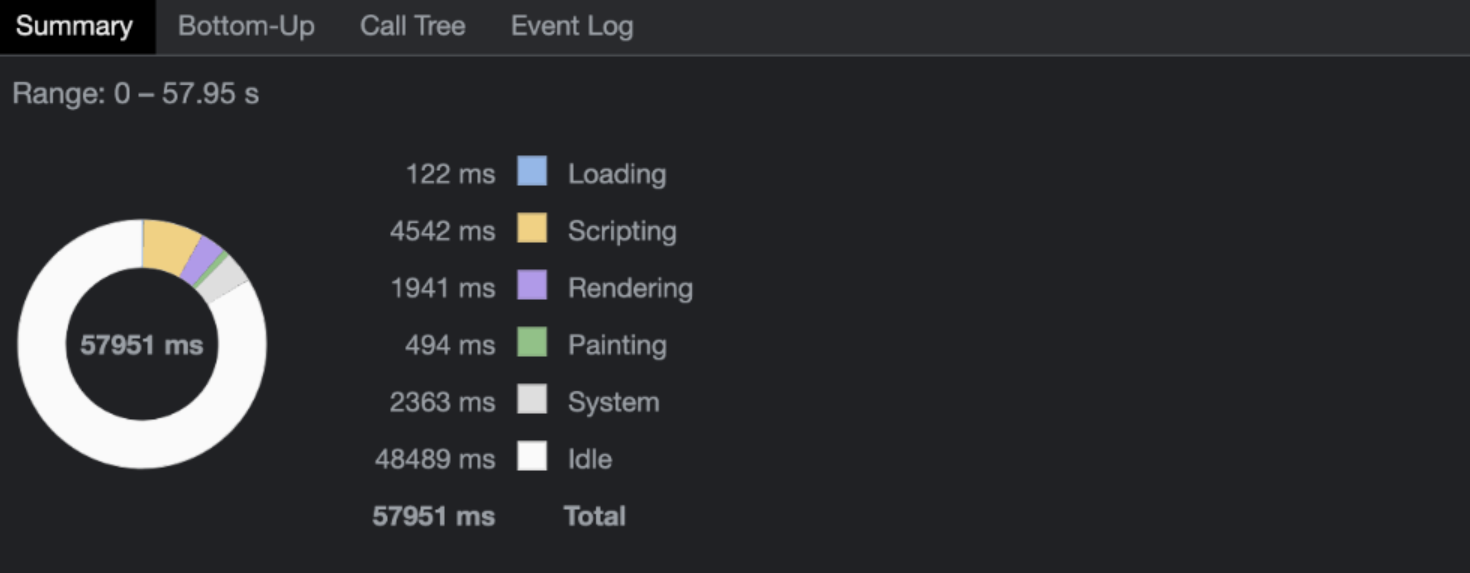 Summary Bottom-Up Call Tree Event Log
Range: 0 – 57.95 s
122 ms Loading
4542 ms Scripting
1941 ms Rendering
57951 ms 494 ms Painting
2363 ms System
48489 ms Idle
57951 ms Total